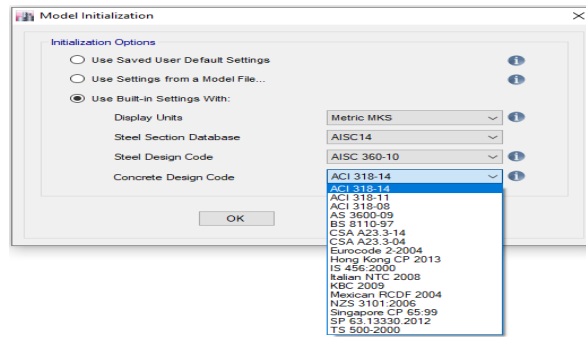 Model Initialization
Initialization Options
Use Saved User Default Settings
Use Settings from a Model File...
Use Built-in Settings With:
Display Units Metric MKS
Steel Section Database AISC14
Steel Design Code AISC 360-10
Concrete Design Code ACI 318-14
ACI 318-14
ACI 318-11
ACI 318-08
AS 3600-09
BS 8110-97
CSA A23.3-14
CSA A23.3-04
Eurocode 2-2004
Hong Kong CP 2013
IS 456:2000
Italian NTC 2008
KBC 2009
Mexican RCDF 2004
NZS 3101:2006
Singapore CP 65:99
SP 63.13330.2012
TS 500-2000
OK